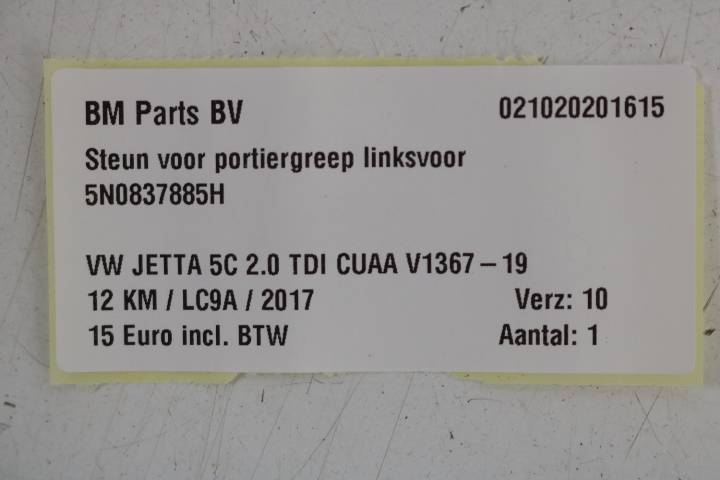 BM Parts BV 021020201615
Steun voor portiergreep linksvoor
5N0837885H
VW JETTA 5C 2.0 TDI CUAA V1367 – 19
12 KM / LC9A / 2017 Verz: 10
15 Euro incl. BTW Aantal: 1